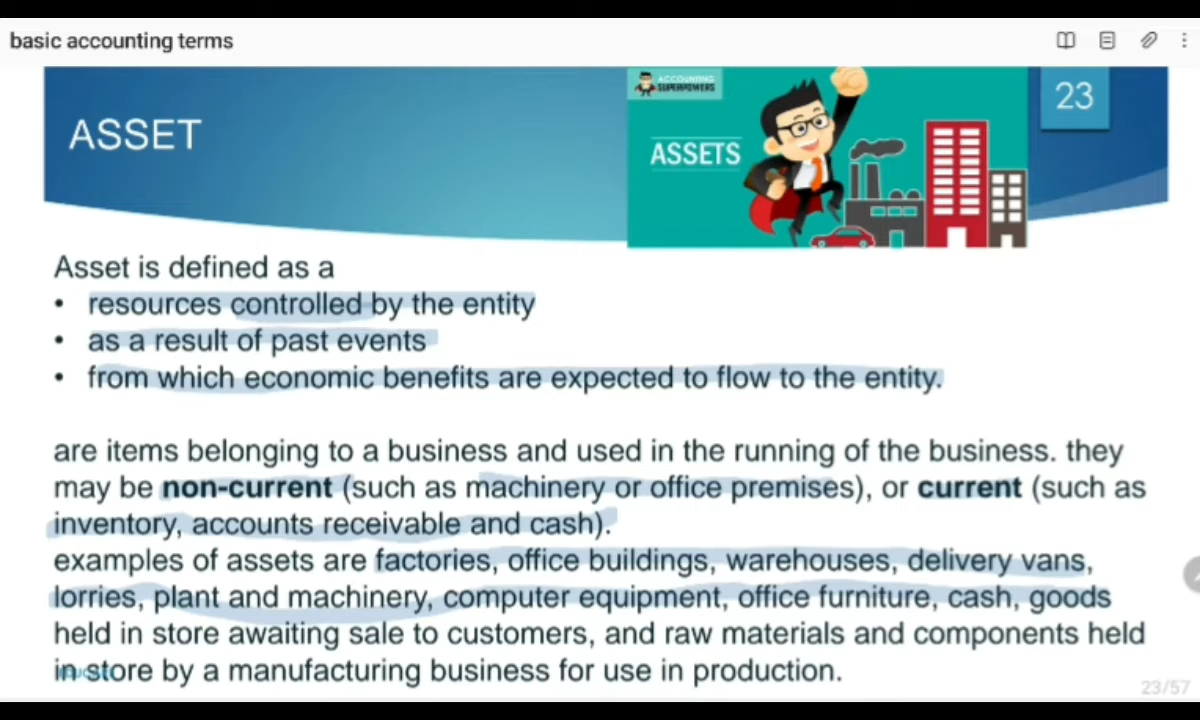 basic accounting terms
ACCOUNTING
SUPERPOWERS
23
ASSET
ASSETS
Asset is defined as a
• resources controlled by the entity
• as a result of past events
• from which economic benefits are expected to flow to the entity.
are items belonging to a business and used in the running of the business. they
may be non-current (such as machinery or office premises), or current (such as
inventory, accounts receivable and cash).
examples of assets are factories, office buildings, warehouses, delivery vans,
lorries, plant and machinery, computer equipment, office furniture, cash, goods
held in store awaiting sale to customers, and raw materials and components held
in store by a manufacturing business for use in production.
23/57